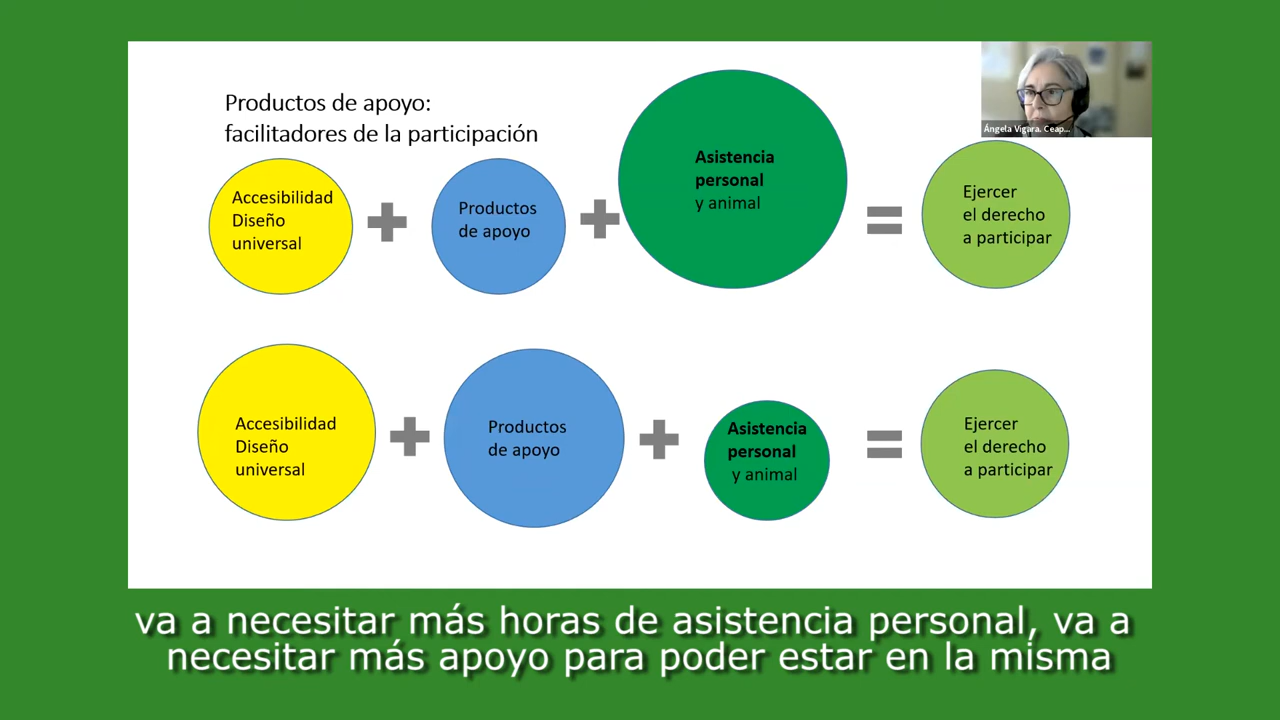 Productos de apoyo:
facilitadores de la participación
Ángela Vigara. Ceap...
Accesibilidad
Diseño
universal
Productos
de apoyo
Asistencia
personal
y animal
Ejercer
el derecho
a participar
Accesibilidad
Diseño
universal
Productos
de apoyo
Asistencia
personal
y animal
Ejercer
el derecho
a participar
va a necesitar más horas de asistencia personal, va a
necesitar más apoyo para poder estar en la misma